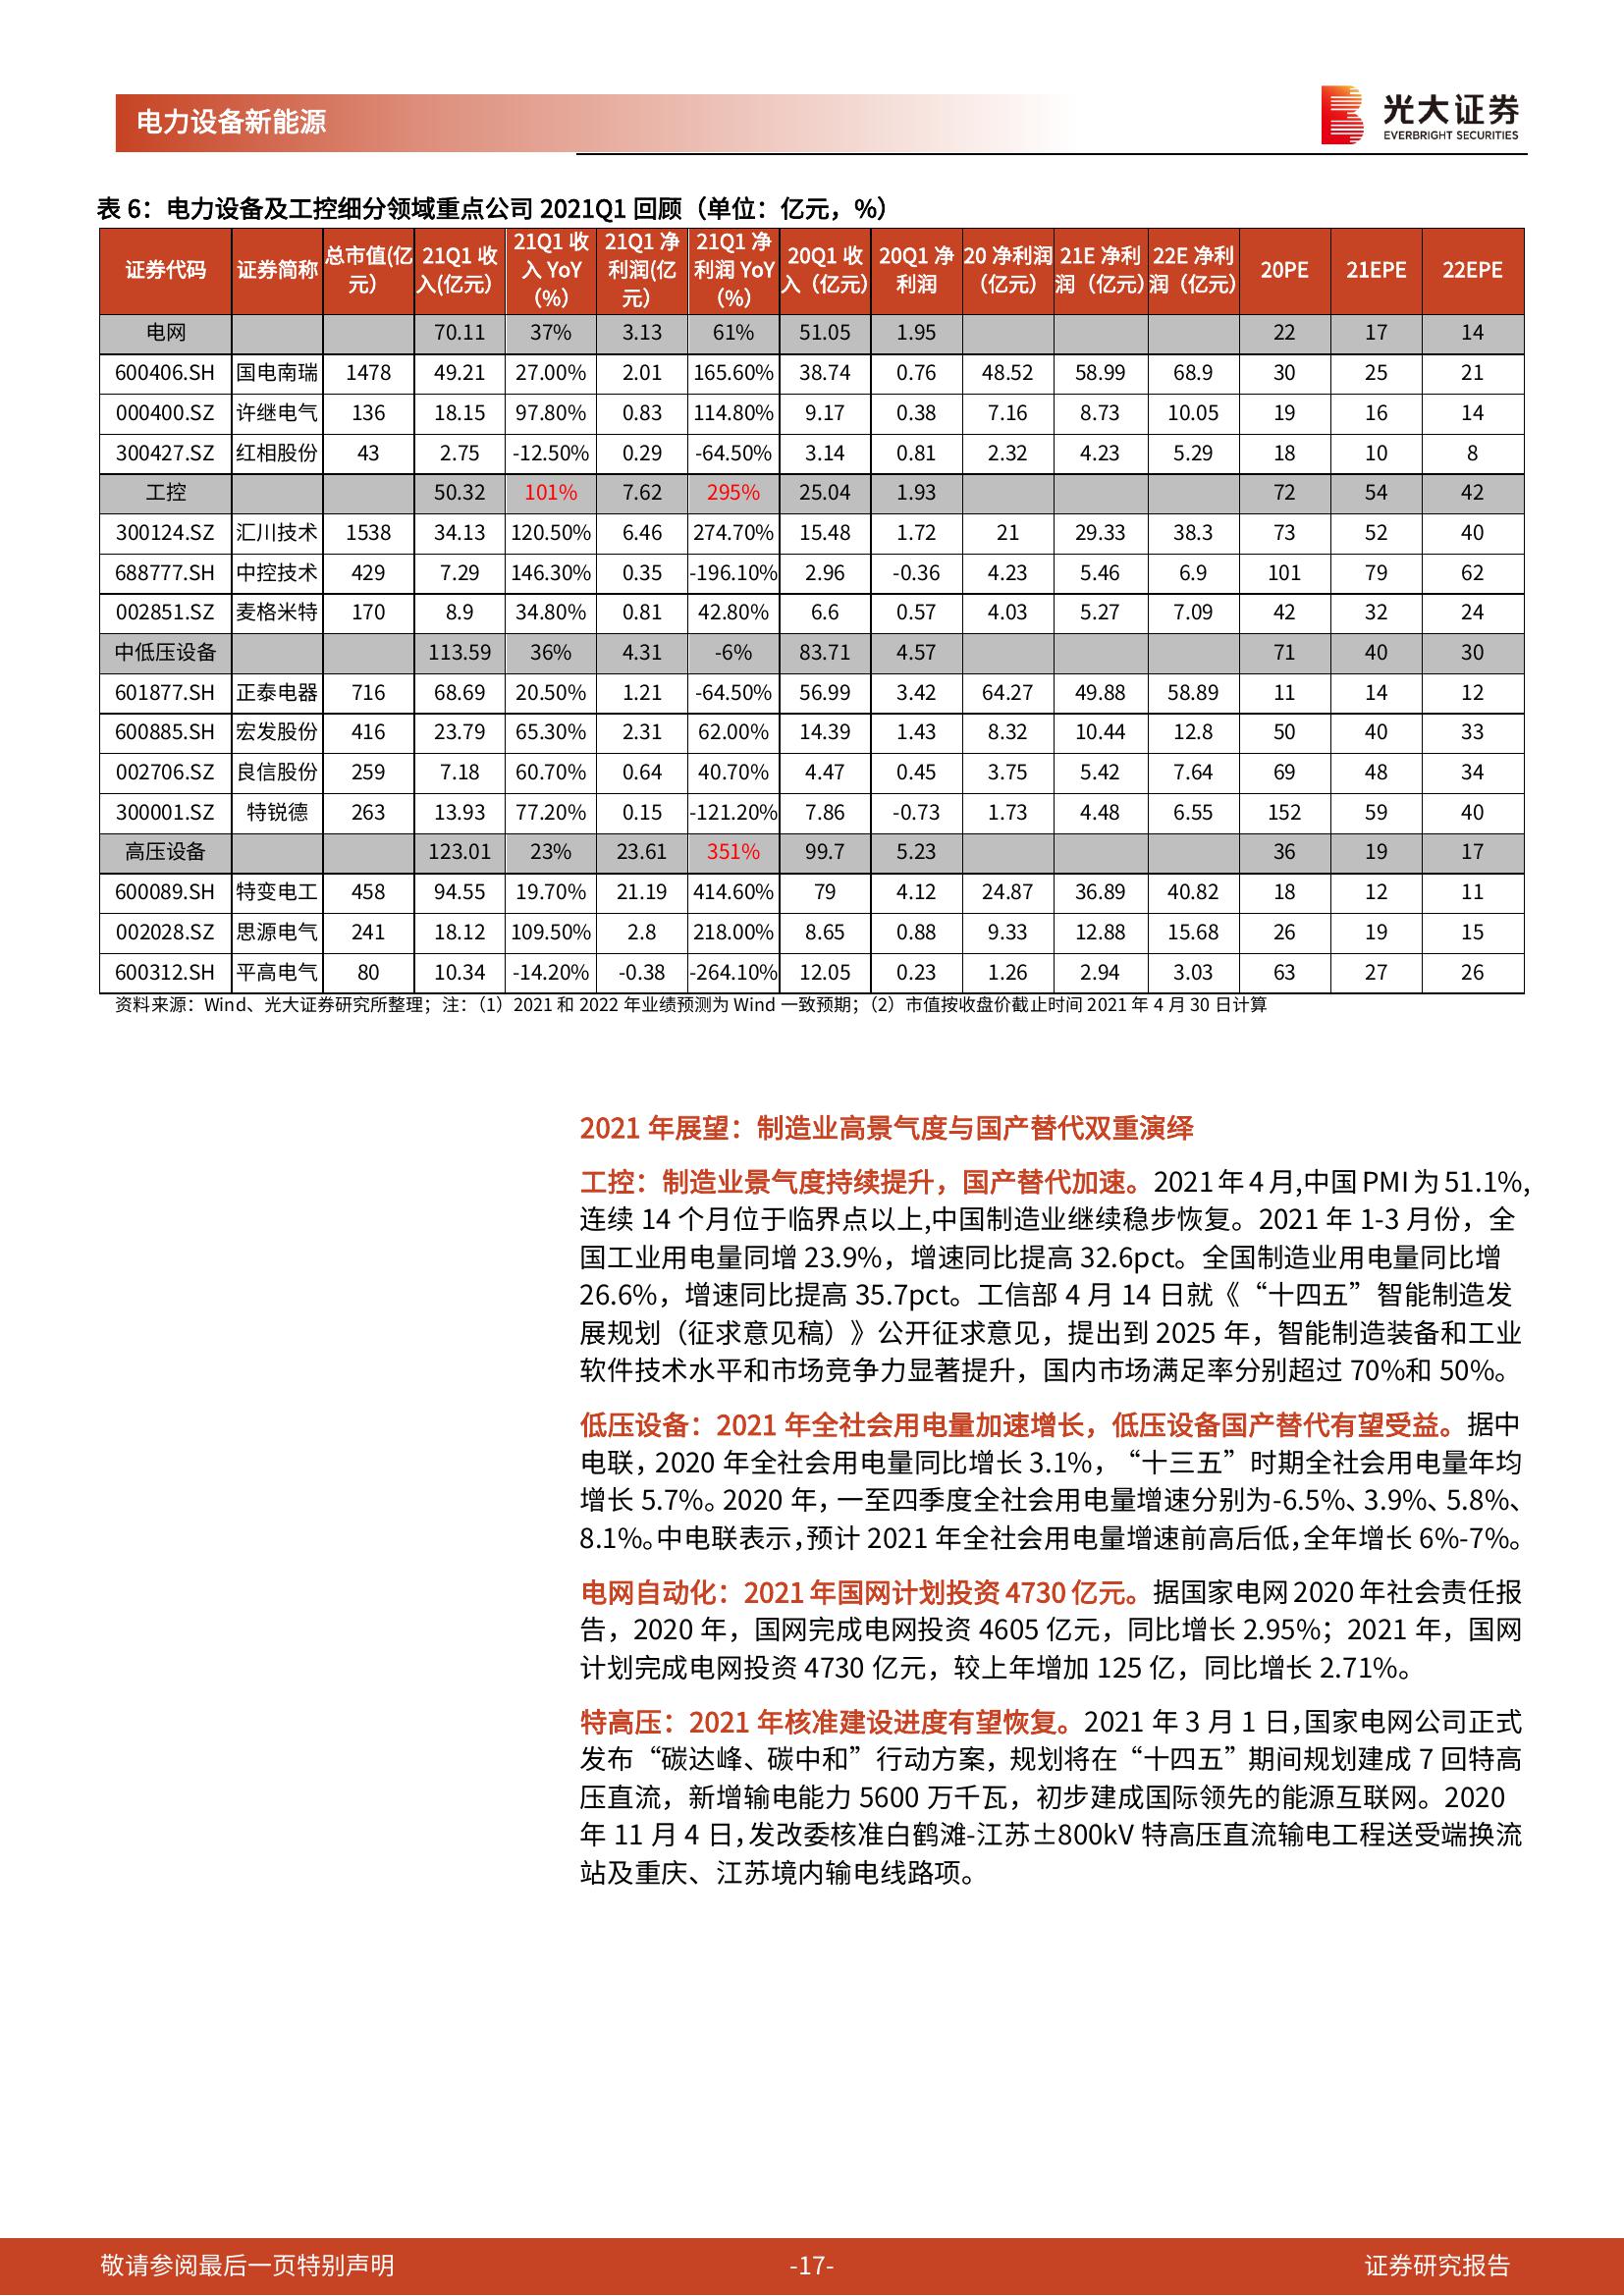 电力设备新能源
光大证券
EVERBRIGHT SECURITIES
表 6：电力设备及工控细分领域重点公司 2021Q1 回顾（单位：亿元，%）
证券代码 证券简称 总市值(亿元） 21Q1 收入(亿元） 21Q1 收入 YoY（%） 21Q1 净利润(亿元） 21Q1 净利润 YoY（%） 20Q1 收入（亿元） 20Q1 净利润 20 净利润（亿元） 21E 净利润（亿元） 22E 净利润（亿元） 20PE 21EPE 22EPE
电网 70.11 37% 3.13 61% 51.05 1.95 22 17 14
600406.SH 国电南瑞 1478 49.21 27.00% 2.01 165.60% 38.74 0.76 48.52 58.99 68.9 30 25 21
000400.SZ 许继电气 136 18.15 97.80% 0.83 114.80% 9.17 0.38 7.16 8.73 10.05 19 16 14
300427.SZ 红相股份 43 2.75 -12.50% 0.29 -64.50% 3.14 0.81 2.32 4.23 5.29 18 10 8
工控 50.32 101% 7.62 295% 25.04 1.93 72 54 42
300124.SZ 汇川技术 1538 34.13 120.50% 6.46 274.70% 15.48 1.72 21 29.33 38.3 73 52 40
688777.SH 中控技术 429 7.29 146.30% 0.35 -196.10% 2.96 -0.36 4.23 5.46 6.9 101 79 62
002851.SZ 麦格米特 170 8.9 34.80% 0.81 42.80% 6.6 0.57 4.03 5.27 7.09 42 32 24
中低压设备 113.59 36% 4.31 -6% 83.71 4.57 71 40 30
601877.SH 正泰电器 716 68.69 20.50% 1.21 -64.50% 56.99 3.42 64.27 49.88 58.89 11 14 12
600885.SH 宏发股份 416 23.79 65.30% 2.31 62.00% 14.39 1.43 8.32 10.44 12.8 50 40 33
002706.SZ 良信股份 259 7.18 60.70% 0.64 40.70% 4.47 0.45 3.75 5.42 7.64 69 48 34
300001.SZ 特锐德 263 13.93 77.20% 0.15 -121.20% 7.86 -0.73 1.73 4.48 6.55 152 59 40
高压设备 123.01 23% 23.61 351% 99.7 5.23 36 19 17
600089.SH 特变电工 458 94.55 19.70% 21.19 414.60% 79 4.12 24.87 36.89 40.82 18 12 11
002028.SZ 思源电气 241 18.12 109.50% 2.8 218.00% 8.65 0.88 9.33 12.88 15.68 26 19 15
600312.SH 平高电气 80 10.34 -14.20% -0.38 -264.10% 12.05 0.23 1.26 2.94 3.03 63 27 26
资料来源：Wind、光大证券研究所整理；注：（1）2021 和 2022 年业绩预测为 Wind 一致预期；（2）市值按收盘价截止时间 2021 年 4 月 30 日计算
2021 年展望：制造业高景气度与国产替代双重演绎
工控：制造业景气度持续提升，国产替代加速。2021 年 4 月,中国 PMI 为 51.1%,
连续 14 个月位于临界点以上,中国制造业继续稳步恢复。2021 年 1-3 月份，全
国工业用电量同增 23.9%，增速同比提高 32.6pct。全国制造业用电量同比增
26.6%，增速同比提高 35.7pct。工信部 4 月 14 日就《“十四五”智能制造发
展规划（征求意见稿）》公开征求意见，提出到 2025 年，智能制造装备和工业
软件技术水平和市场竞争力显著提升，国内市场满足率分别超过 70%和 50%。
低压设备：2021 年全社会用电量加速增长，低压设备国产替代有望受益。据中
电联，2020 年全社会用电量同比增长 3.1%，“十三五”时期全社会用电量年均
增长 5.7%。2020 年，一至四季度全社会用电量增速分别为-6.5%、3.9%、5.8%、
8.1%。中电联表示，预计 2021 年全社会用电量增速前高后低，全年增长 6%-7%。
电网自动化：2021 年国网计划投资 4730 亿元。据国家电网 2020 年社会责任报
告，2020 年，国网完成电网投资 4605 亿元，同比增长 2.95%；2021 年，国网
计划完成电网投资 4730 亿元，较上年增加 125 亿，同比增长 2.71%。
特高压：2021 年核准建设进度有望恢复。2021 年 3 月 1 日，国家电网公司正式
发布“碳达峰、碳中和”行动方案，规划将在“十四五”期间规划建成 7 回特高
压直流，新增输电能力 5600 万千瓦，初步建成国际领先的能源互联网。2020
年 11 月 4 日，发改委核准白鹤滩-江苏±800kV 特高压直流输电工程送受端换流
站及重庆、江苏境内输电线路项。
敬请参阅最后一页特别声明 -17- 证券研究报告